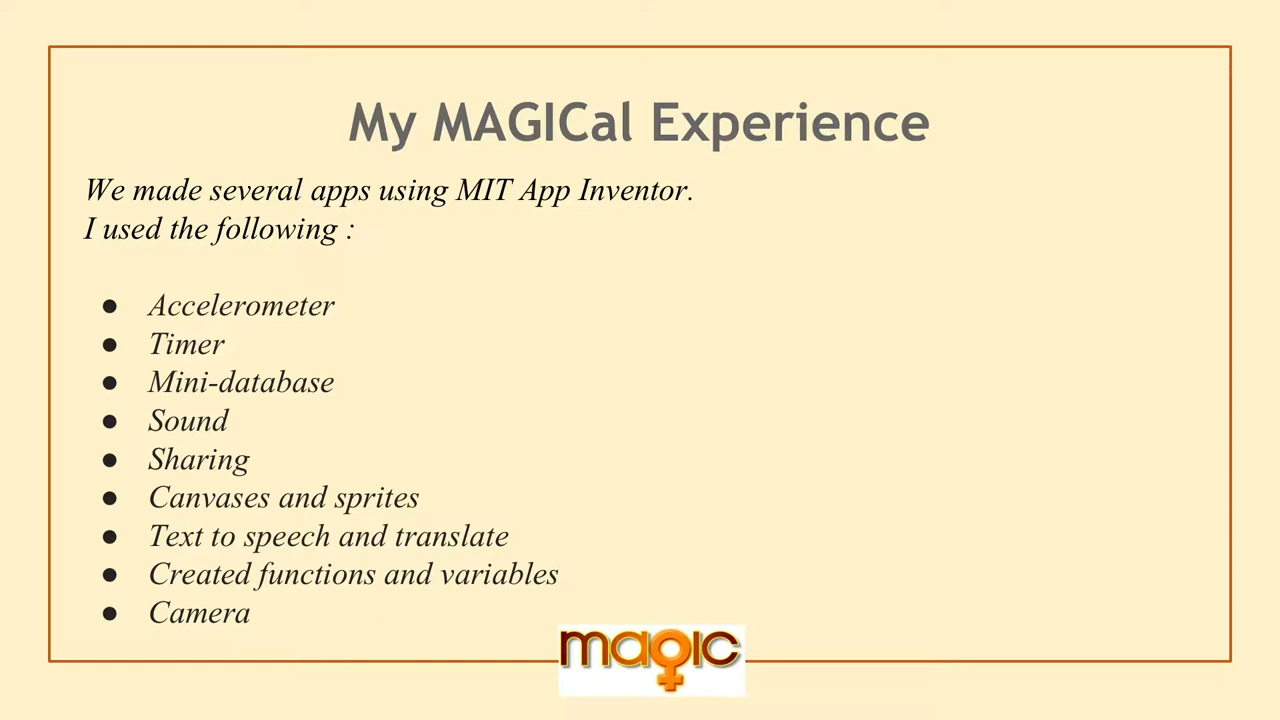 My MAGICal Experience
We made several apps using MIT App Inventor.
I used the following :
● Accelerometer
● Timer
● Mini-database
● Sound
● Sharing
● Canvases and sprites
● Text to speech and translate
● Created functions and variables
● Camera
magic